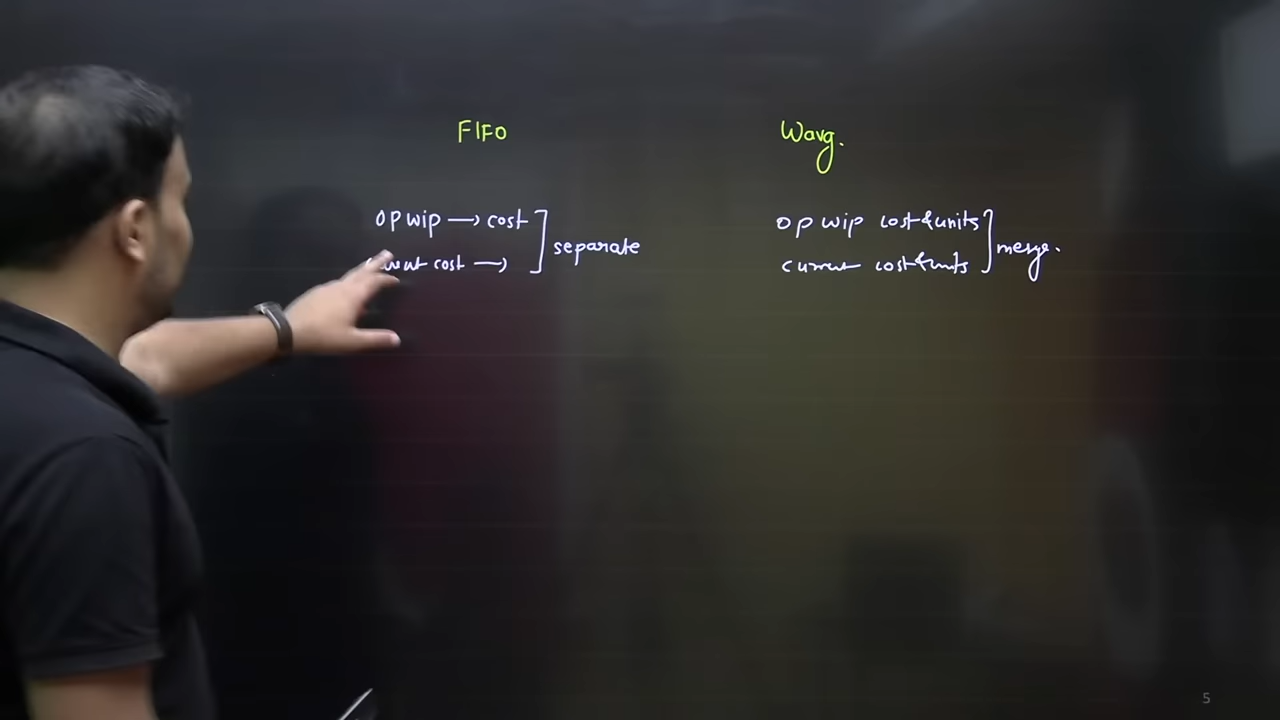 FIFO
Wavg.
op wip → cost
separate
cost →
op wip cost & units
merge.
current cost & units
5